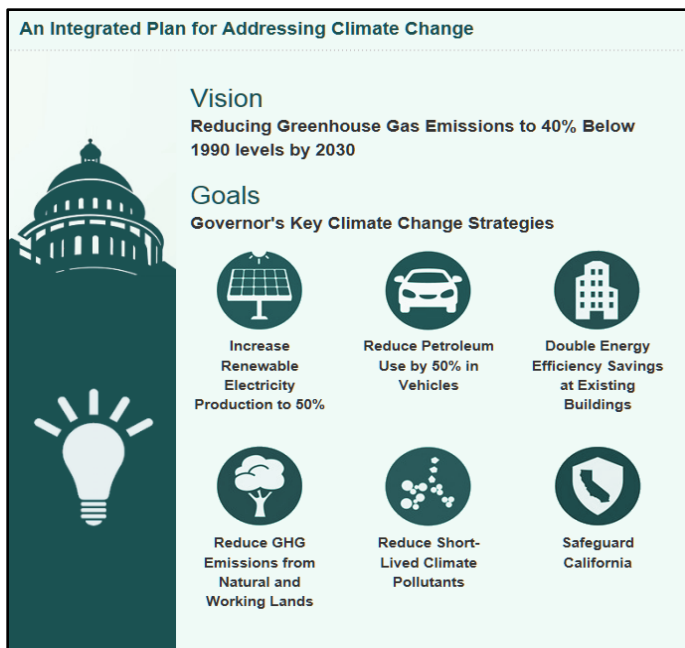 An Integrated Plan for Addressing Climate Change
Vision
Reducing Greenhouse Gas Emissions to 40% Below
1990 levels by 2030
Goals
Governor's Key Climate Change Strategies
Increase
Renewable
Electricity
Production to 50%
Reduce Petroleum
Use by 50% in
Vehicles
Double Energy
Efficiency Savings
at Existing
Buildings
Reduce GHG
Emissions from
Natural and
Working Lands
Reduce Short-
Lived Climate
Pollutants
Safeguard
California